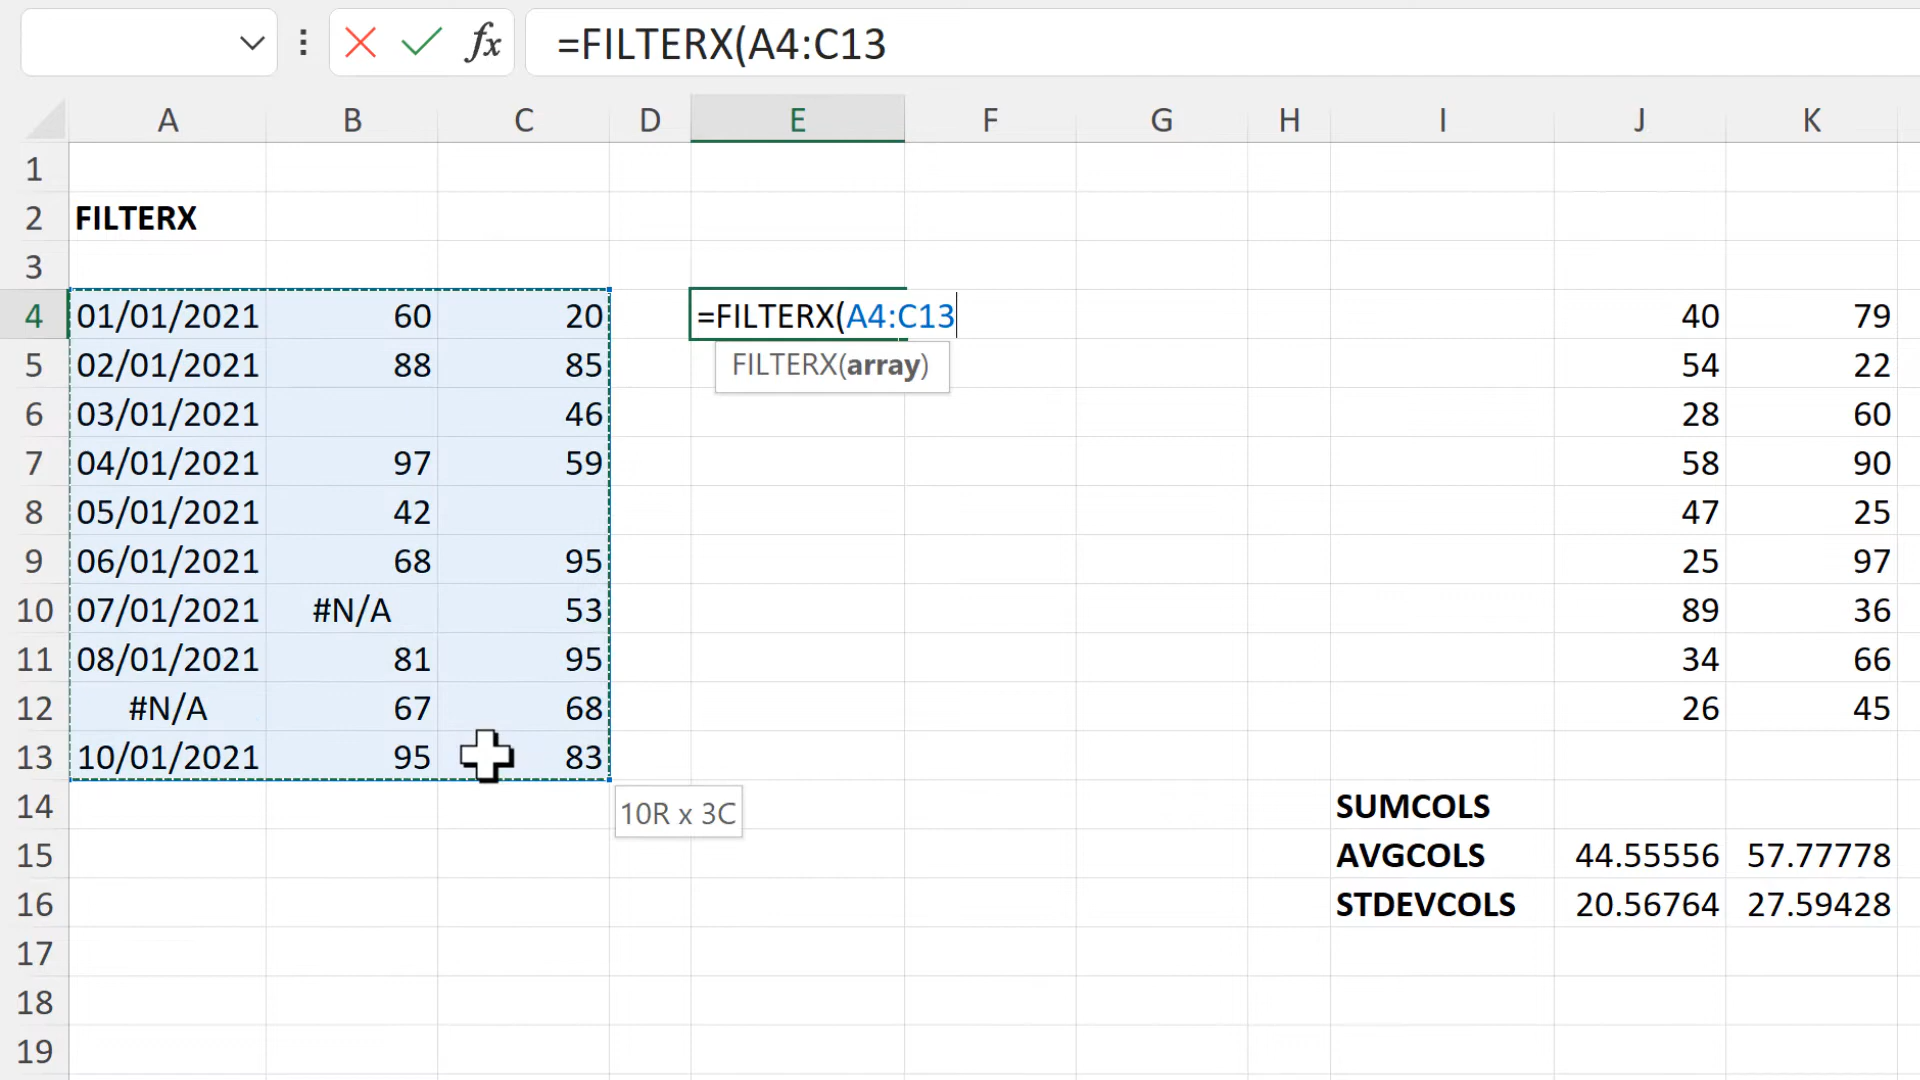 fx =FILTERX(A4:C13
A B C D E F G H I J K
1
2 FILTERX
3
4 01/01/2021 60 20 =FILTERX(A4:C13 40 79
FILTERX(array)
5 02/01/2021 88 85 54 22
6 03/01/2021 46 28 60
7 04/01/2021 97 59 58 90
8 05/01/2021 42 47 25
9 06/01/2021 68 95 25 97
10 07/01/2021 #N/A 53 89 36
11 08/01/2021 81 95 34 66
12 #N/A 67 68 26 45
13 10/01/2021 95 83
10R x 3C
14 SUMCOLS
15 AVGCOLS 44.55556 57.77778
16 STDEVCOLS 20.56764 27.59428
17
18
19